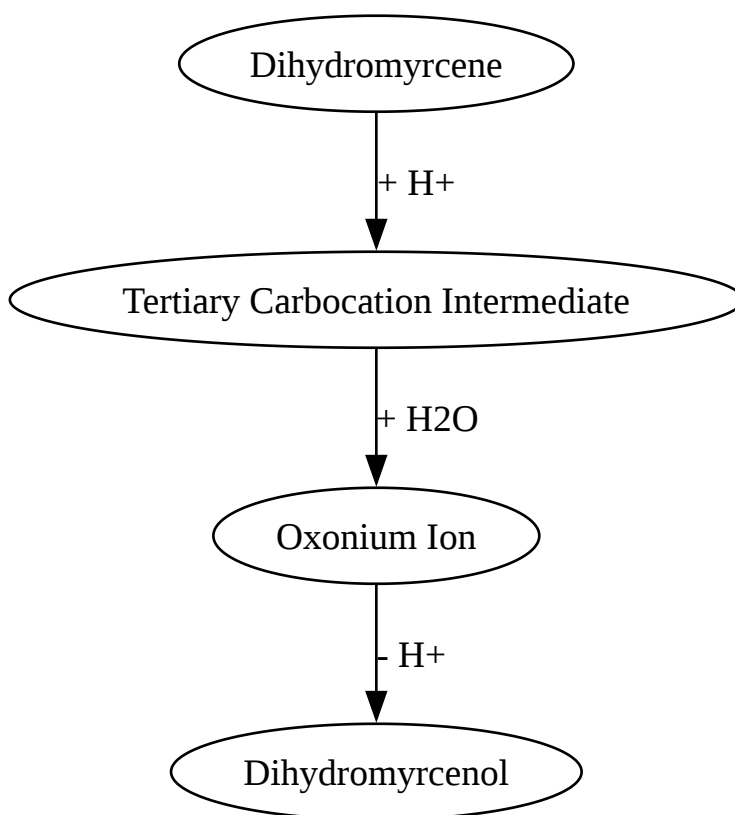 Dihydromyrcene
+ H+
Tertiary Carbocation Intermediate
+ H2O
Oxonium Ion
- H+
Dihydromyrcenol